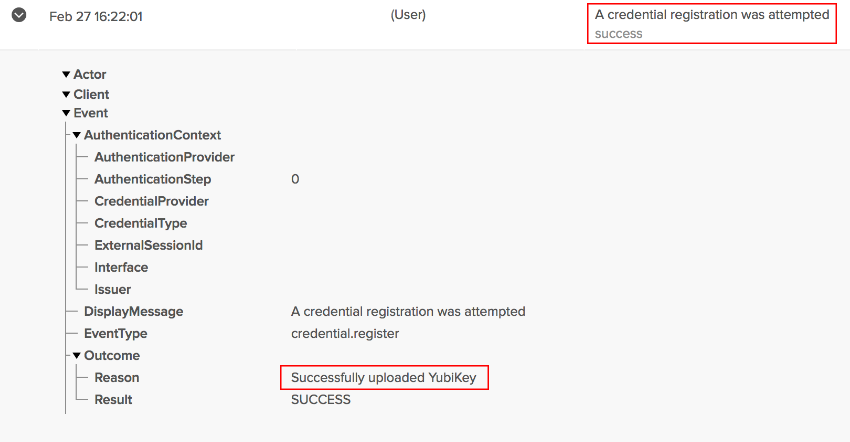 Feb 27 16:22:01 (User) A credential registration was attempted
success
Actor
Client
Event
AuthenticationContext
AuthenticationProvider
AuthenticationStep 0
CredentialProvider
CredentialType
ExternalSessionId
Interface
Issuer
DisplayMessage A credential registration was attempted
EventType credential.register
Outcome
Reason Successfully uploaded YubiKey
Result SUCCESS